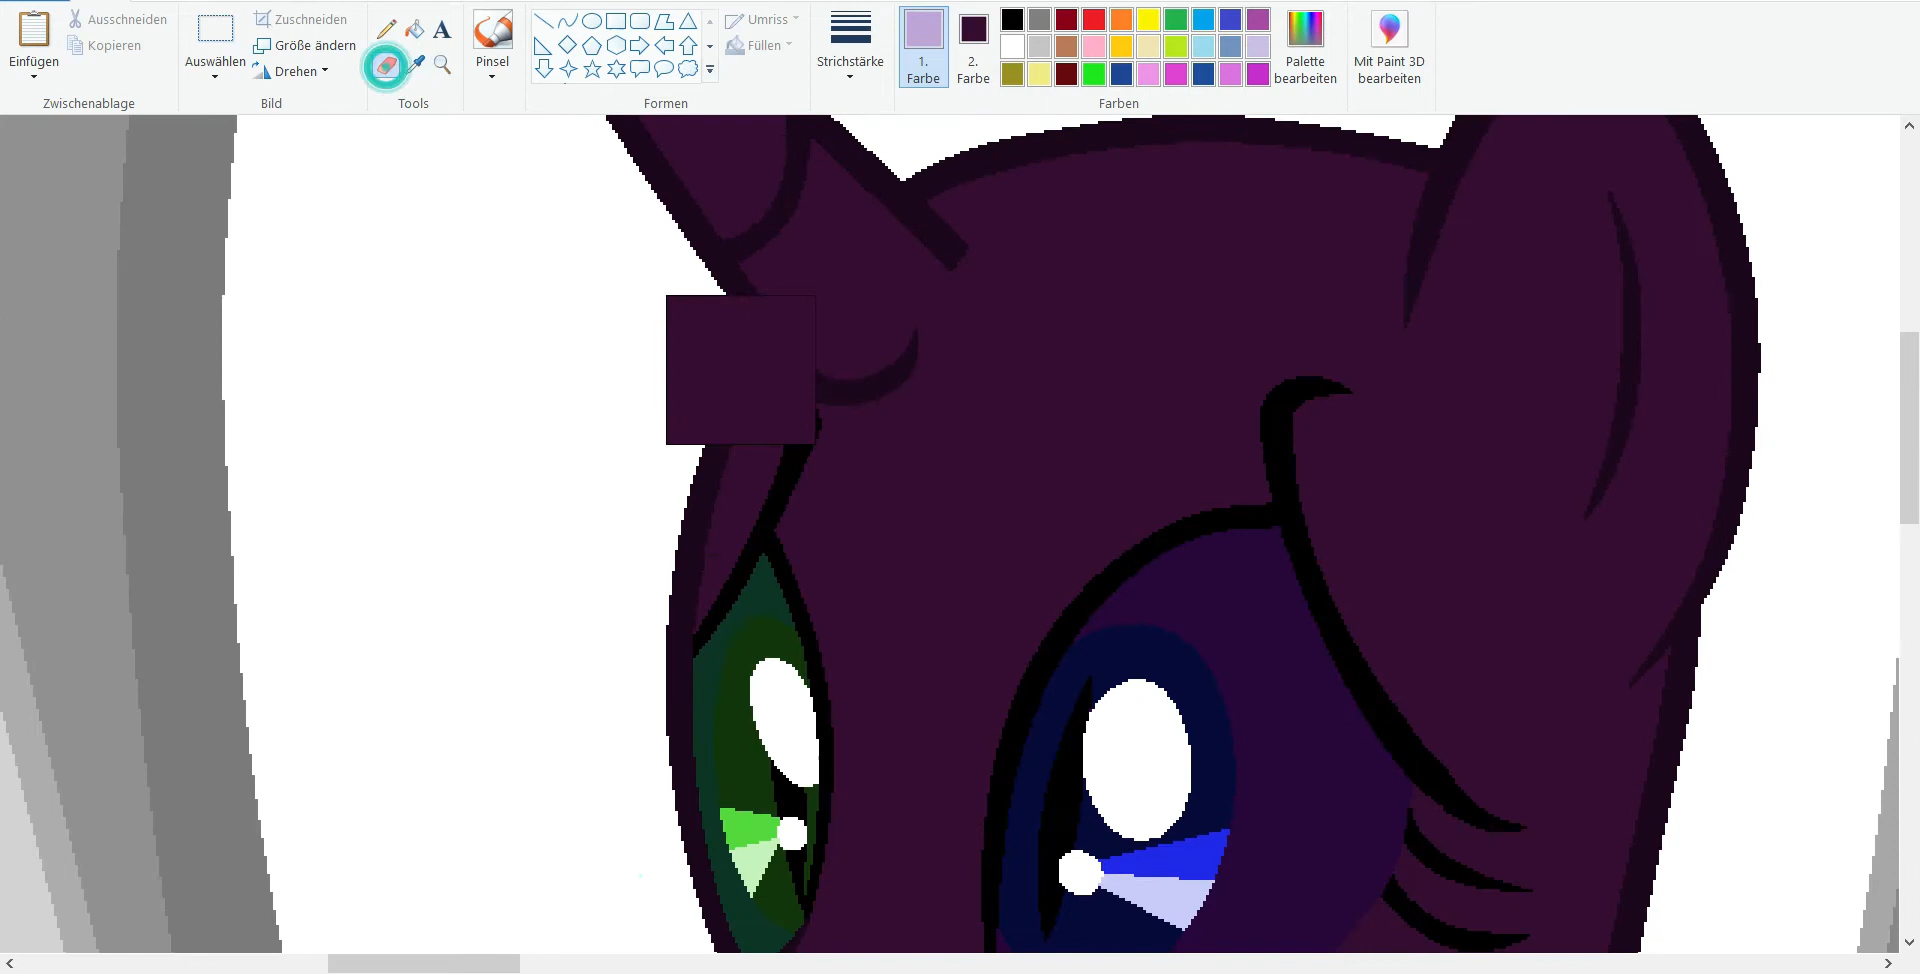 Einfügen
Ausschneiden
Kopieren
Zwischenablage
Auswählen
Zuschneiden
Größe ändern
Drehen
Bild
A
Tools
Pinsel
Formen
Umriss
Füllen
Strichstärke
1.
Farbe
2.
Farbe
Farben
Palette
bearbeiten
Mit Paint 3D
bearbeiten